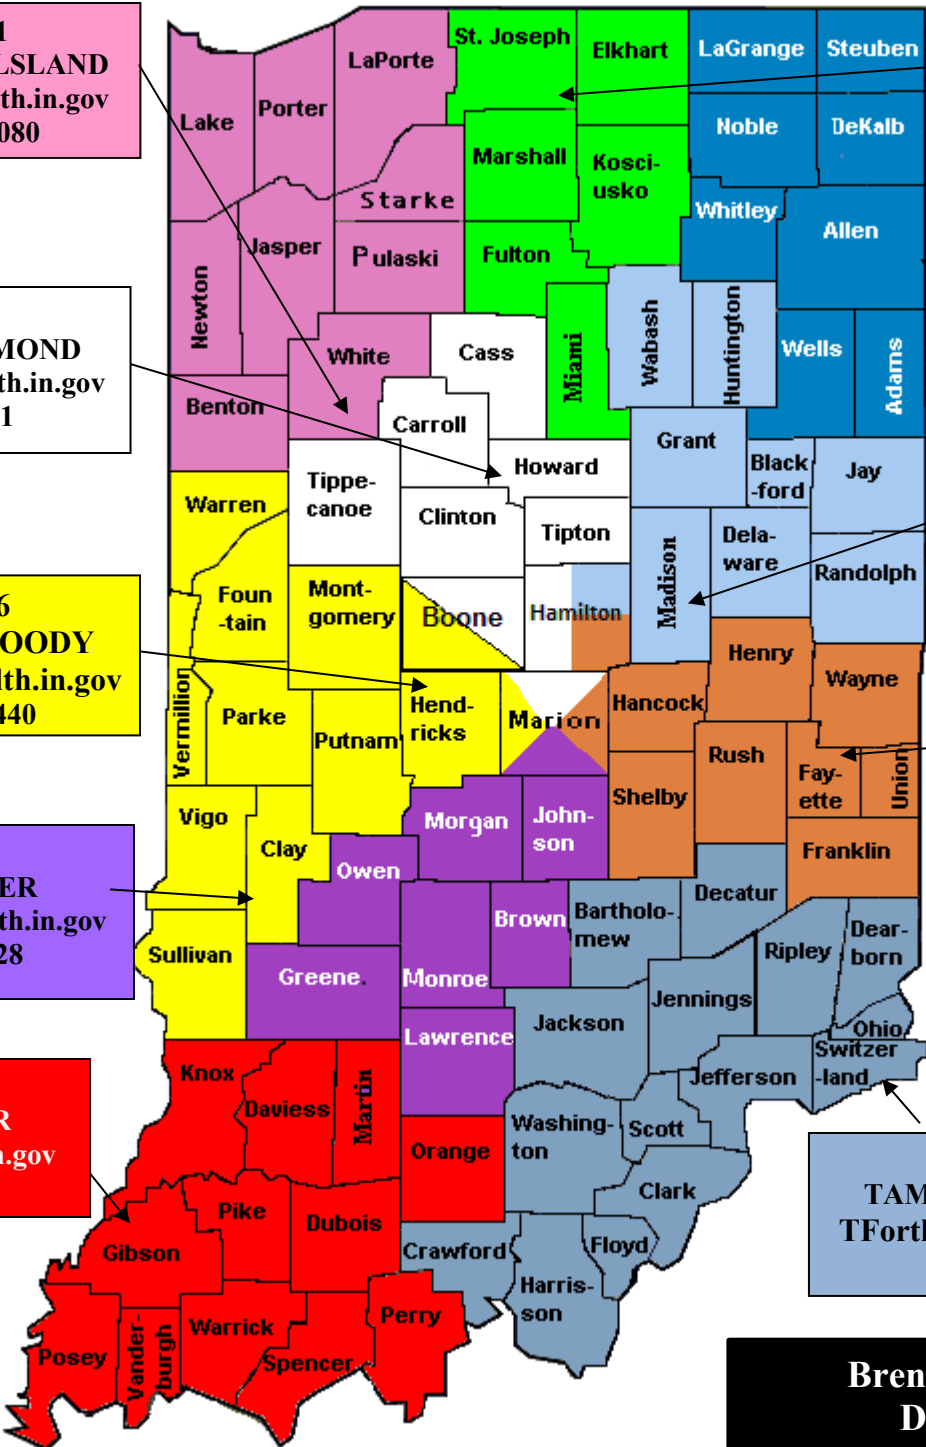 1
LSLAND
th.in.gov
080
MOND
th.in.gov
1
6
OODY
lth.in.gov
440
ER
th.in.gov
28
R
n.gov
St. Joseph
Elkhart
LaGrange
Steuben
LaPorte
Lake
Porter
Noble
DeKalb
Marshall
Kosci-
usko
Starke
Whitley
Allen
Jasper
Pulaski
Fulton
Newton
White
Cass
Miami
Wabash
Huntington
Wells
Adams
Benton
Carroll
Grant
Howard
Black
-ford
Jay
Warren
Tippe-
canoe
Clinton
Tipton
Madison
Dela-
ware
Randolph
Foun
-tain
Mont-
gomery
Boone
Hamilton
Henry
Wayne
Vermillion
Parke
Putnam
Hend-
ricks
Marion
Hancock
Rush
Fay-
ette
Union
Vigo
Clay
Morgan
John-
son
Shelby
Franklin
Owen
Decatur
Brown
Bartholo-
mew
Ripley
Dear-
born
Sullivan
Greene.
Monroe
Jennings
Jackson
Ohio
Lawrence
Switzer
-land
Jefferson
Knox
Daviess
Martin
Orange
Washing-
ton
Scott
Clark
Pike
Dubois
Gibson
Crawford
Floyd
Harris-
son
Perry
Warrick
Spencer
Posey
Vander-
burgh
TAM
TForth
Bren
D